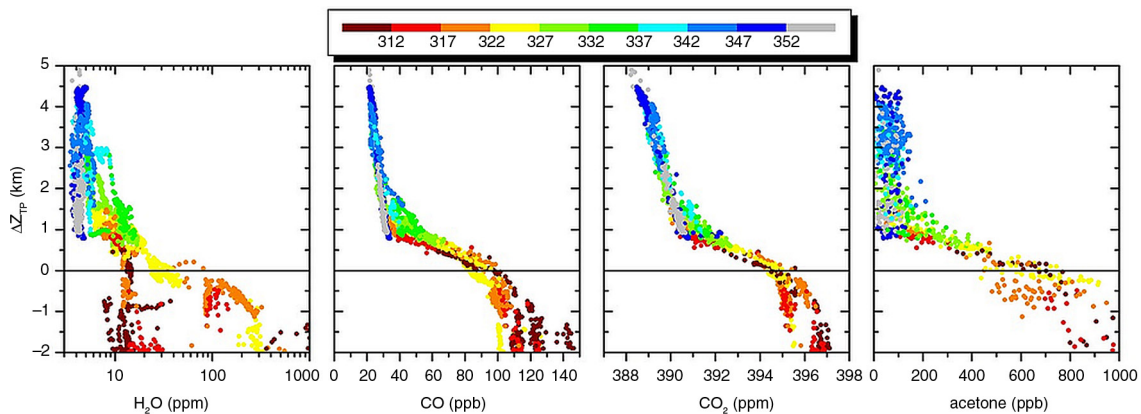 312 317 322 327 332 337 342 347 352
5
4
3
2
1
0
−1
−2
ΔZTP (km)
10 100 1000
0 20 40 60 80 100 120 140
388 390 392 394 396 398
0 200 400 600 800 1000
H2O (ppm) CO (ppb) CO2 (ppm) acetone (ppb)